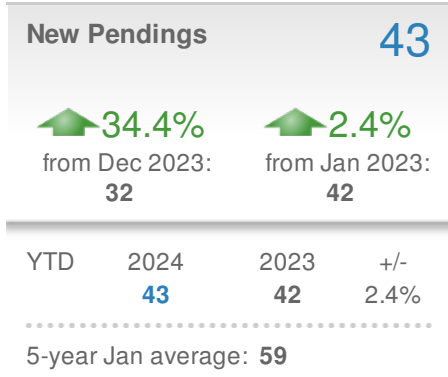 New Pendings 43
34.4% 2.4%
from Dec 2023: from Jan 2023:
32 42
YTD 2024 2023 +/-
43 42 2.4%
5-year Jan average: 59